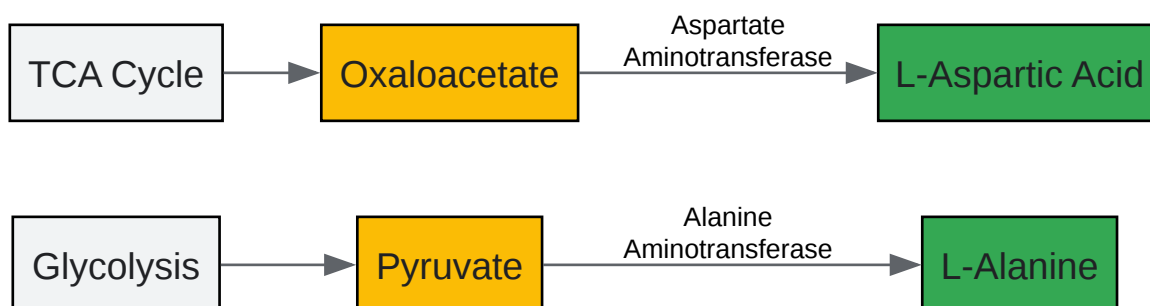 TCA Cycle
Oxaloacetate
Aspartate
Aminotransferase
L-Aspartic Acid
Glycolysis
Pyruvate
Alanine
Aminotransferase
L-Alanine